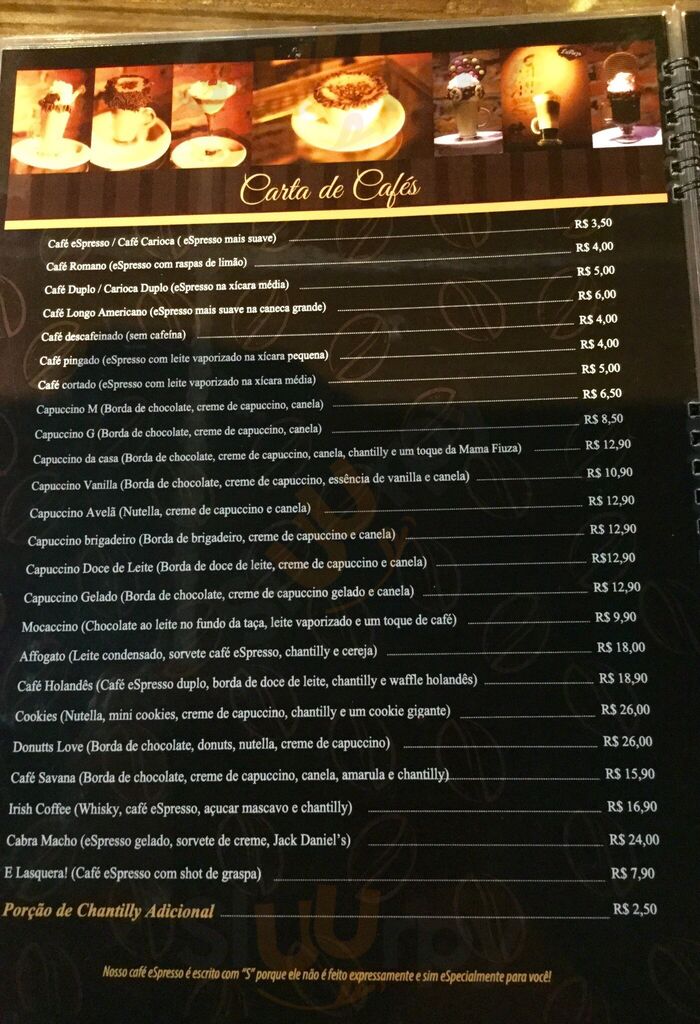 Carta de Cafés
Café eSpresso / Café Carioca ( eSpresso mais suave) R$ 3,50
Café Romano (eSpresso com raspas de limão) R$ 4,00
Café Duplo / Carioca Duplo (eSpresso na xícara média) R$ 5,00
Café Longo Americano (eSpresso mais suave na caneca grande) R$ 6,00
Café descafeinado (sem cafeína) R$ 4,00
Café pingado (eSpresso com leite vaporizado na xícara pequena) R$ 4,00
Café cortado (eSpresso com leite vaporizado na xícara média) R$ 5,00
Capuccino M (Borda de chocolate, creme de capuccino, canela) R$ 6,50
Capuccino G (Borda de chocolate, creme de capuccino, canela) R$ 8,50
Capuccino da casa (Borda de chocolate, creme de capuccino, canela, chantilly e um toque da Mama Fiuza) R$ 12,90
Capuccino Vanilla (Borda de chocolate, creme de capuccino, essência de vanilla e canela) R$ 10,90
Capuccino Avelã (Nutella, creme de capuccino e canela) R$ 12,90
Capuccino brigadeiro (Borda de brigadeiro, creme de capuccino e canela) R$ 12,90
Capuccino Doce de Leite (Borda de doce de leite, creme de capuccino e canela) R$12,90
Capuccino Gelado (Borda de chocolate, creme de capuccino gelado e canela) R$ 12,90
Mocaccino (Chocolate ao leite no fundo da taça, leite vaporizado e um toque de café) R$ 9,90
Affogato (Leite condensado, sorvete café eSpresso, chantilly e cereja) R$ 18,00
Café Holandês (Café eSpresso duplo, borda de doce de leite, chantilly e waffle holandês) R$ 18,90
Cookies (Nutella, mini cookies, creme de capuccino, chantilly e um cookie gigante) R$ 26,00
Donutts Love (Borda de chocolate, donuts, nutella, creme de capuccino) R$ 26,00
Café Savana (Borda de chocolate, creme de capuccino, canela, amarula e chantilly) R$ 15,90
Irish Coffee (Whisky, café eSpresso, açucar mascavo e chantilly) R$ 16,90
Cabra Macho (eSpresso gelado, sorvete de creme, Jack Daniel's) R$ 24,00
E Lasquera! (Café eSpresso com shot de graspa) R$ 7,90
Porção de Chantilly Adicional R$ 2,50
Nosso café eSpresso é escrito com "S" porque ele não é feito expressamente e sim eSpecialmente para você!